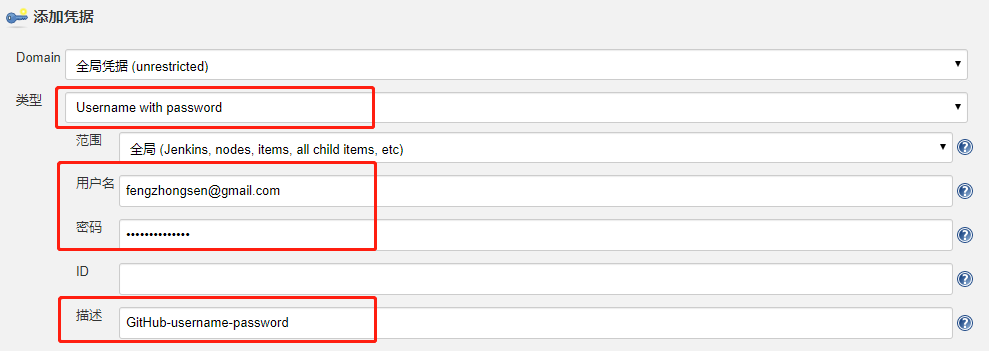 添加凭据
Domain 全局凭据 (unrestricted)
类型 Username with password
范围 全局 (Jenkins, nodes, items, all child items, etc)
用户名 fengzhongsen@gmail.com
密码 ••••••••••••••
ID
描述 GitHub-username-password